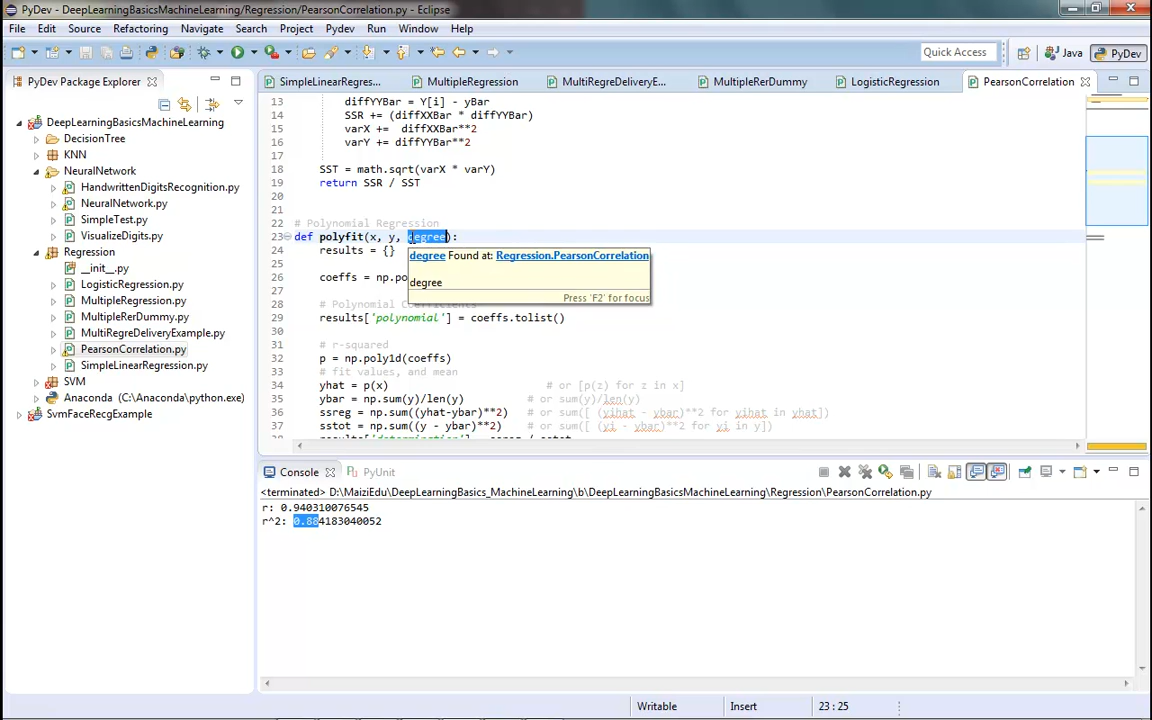 PyDev - DeepLearningBasicsMachineLearning/Regression/PearsonCorrelation.py - Eclipse
File Edit Source Refactoring Navigate Search Project Pydev Run Window Help
Quick Access Java PyDev
PyDev Package Explorer
DeepLearningBasicsMachineLearning
DecisionTree
KNN
NeuralNetwork
HandwrittenDigitsRecognition.py
NeuralNetwork.py
SimpleTest.py
VisualizeDigits.py
Regression
__init__.py
LogisticRegression.py
MultipleRegression.py
MultipleRerDummy.py
MultiRegreDeliveryExample.py
PearsonCorrelation.py
SimpleLinearRegression.py
SVM
Anaconda (C:\Anaconda\python.exe)
SvmFaceRecgExample
SimpleLinearRegres... MultipleRegression MultiRegreDeliveryE... MultipleRerDummy LogisticRegression PearsonCorrelation
13 diffYYBar = Y[i] - yBar
14 SSR += (diffXXBar * diffYYBar)
15 varX += diffXXBar**2
16 varY += diffYYBar**2
17
18 SST = math.sqrt(varX * varY)
19 return SSR / SST
20
21
22 # Polynomial Regression
23 def polyfit(x, y, degree):
24 results = {}
25
26 coeffs = np.po
27
28 # Polynomial Coefficients
29 results['polynomial'] = coeffs.tolist()
30
31 # r-squared
32 p = np.poly1d(coeffs)
33 # fit values, and mean
34 yhat = p(x) # or [p(z) for z in x]
35 ybar = np.sum(y)/len(y) # or sum(y)/len(y)
36 ssreg = np.sum((yhat-ybar)**2) # or sum([ (yihat - ybar)**2 for yihat in yhat])
37 sstot = np.sum((y - ybar)**2) # or sum([ (yi - ybar)**2 for yi in y])
38 results['determination'] = ssreg / sstot
degree Found at: Regression.PearsonCorrelation
degree
Press 'F2' for focus
Console PyUnit
<terminated> D:\MaiziEdu\DeepLearningBasics_MachineLearning\b\DeepLearningBasicsMachineLearning\Regression\PearsonCorrelation.py
r: 0.940310076545
r^2: 0.884183040052
Writable Insert 23 : 25